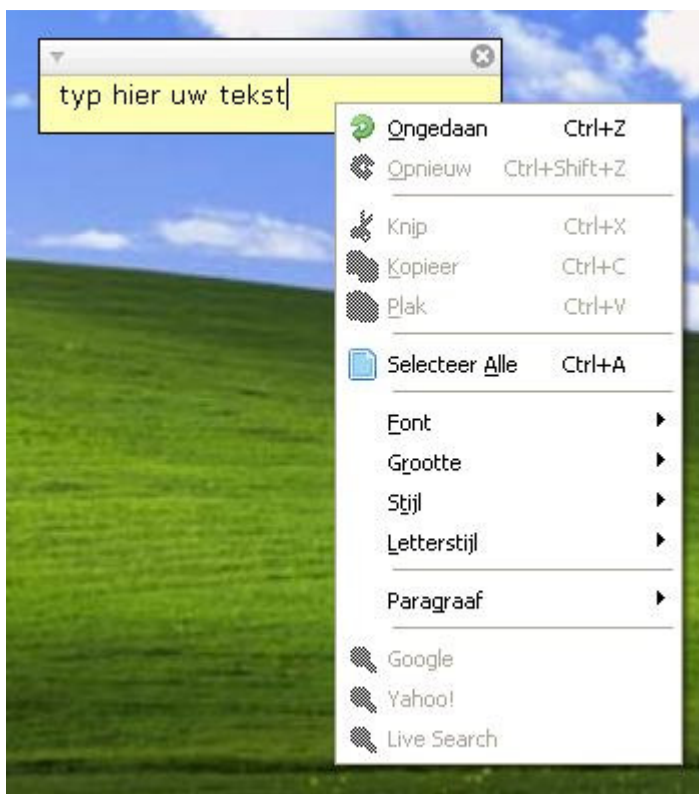 typ hier uw tekst
Ongedaan Ctrl+Z
Opnieuw Ctrl+Shift+Z
Knip Ctrl+X
Kopieer Ctrl+C
Plak Ctrl+V
Selecteer Alle Ctrl+A
Font
Grootte
Stijl
Letterstijl
Paragraaf
Google
Yahoo!
Live Search